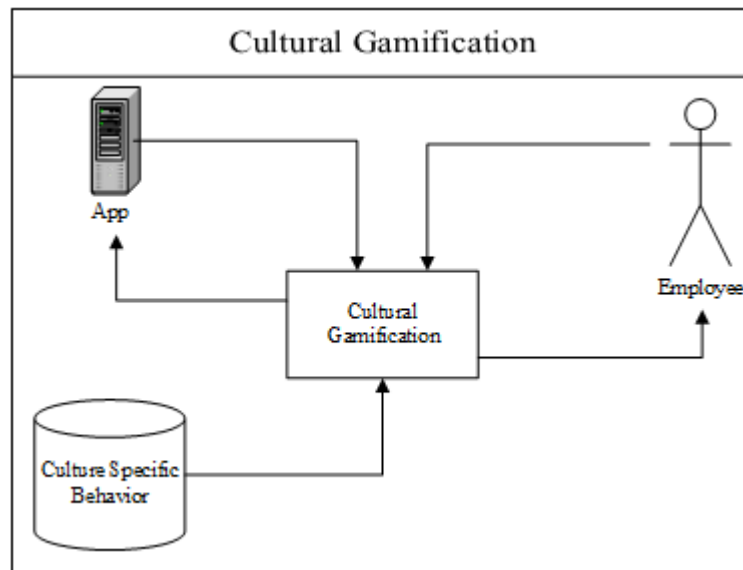 Cultural Gamification
App
Employee
Cultural
Gamification
Culture Specific
Behavior